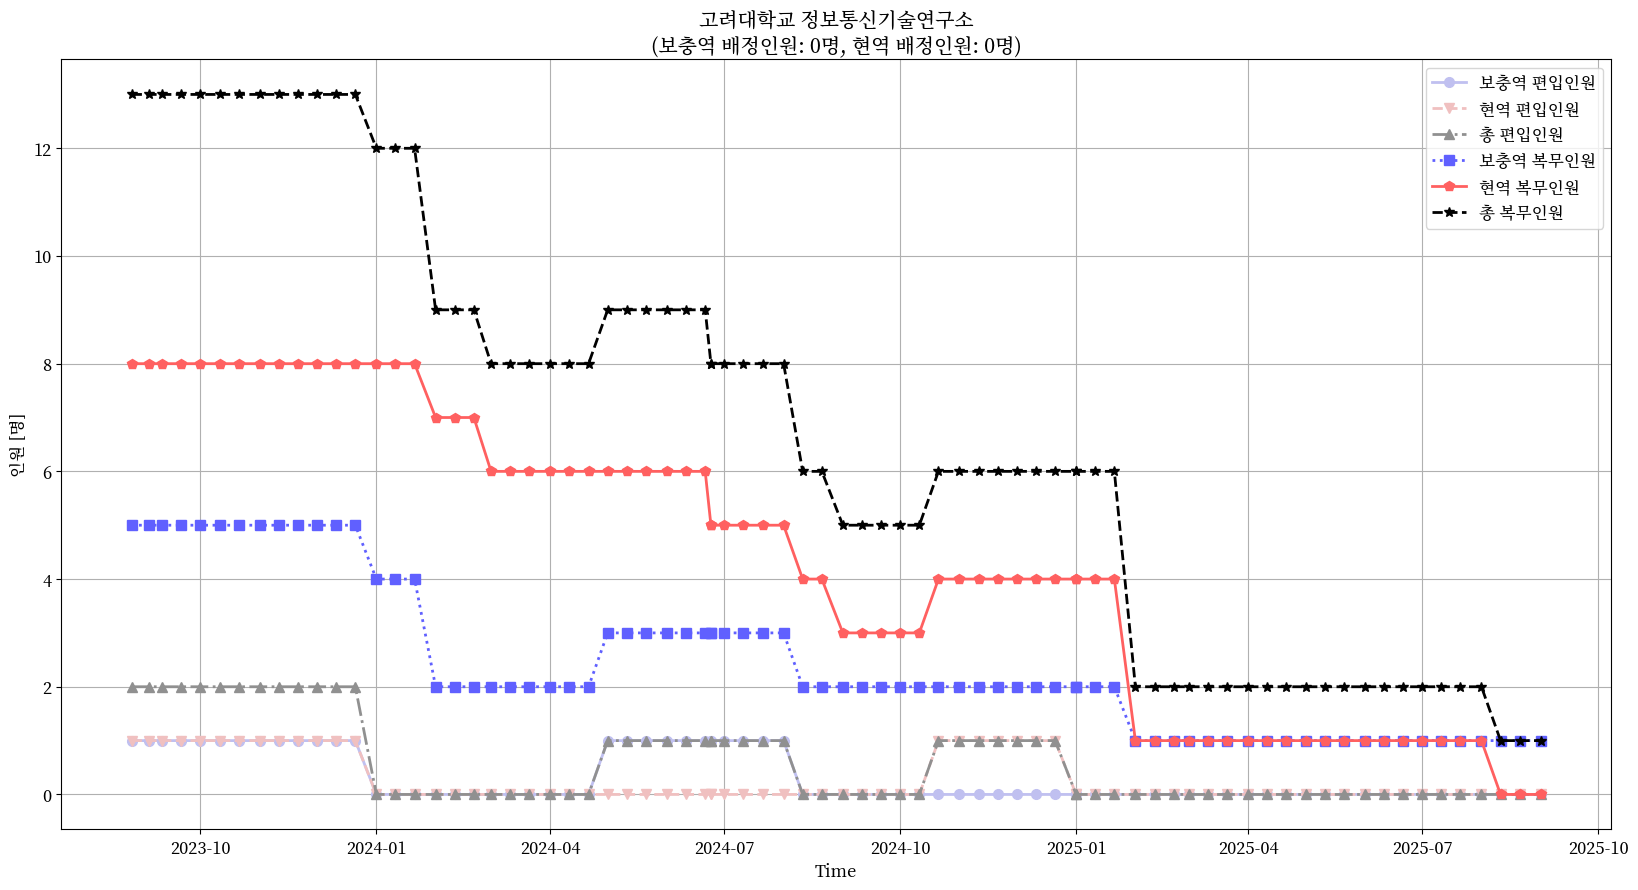 고려대학교 정보통신기술연구소
(보충역 배정인원: 0명, 현역 배정인원: 0명)
보충역 편입인원
현역 편입인원
총 편입인원
보충역 복무인원
현역 복무인원
총 복무인원
인원 [명]
12
10
8
6
4
2
0
2023-10
2024-01
2024-04
2024-07
2024-10
2025-01
2025-04
2025-07
2025-10
Time